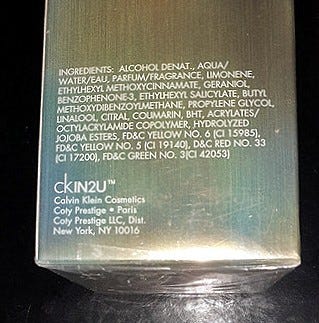 INGREDIENTS: ALCOHOL DENAT., AQUA/
WATER/EAU, PARFUM/FRAGRANCE, LIMONENE,
ETHYLHEXYL METHOXYCINNAMATE, GERANIOL,
BENZOPHENONE-3, ETHYLHEXYL SALICYLATE, BUTYL
METHOXYDIBENZOYLMETHANE, PROPYLENE GLYCOL,
LINALOOL, CITRAL, COUMARIN, BHT, ACRYLATES/
OCTYLACRYLAMIDE COPOLYMER, HYDROLYZED
JOJOBA ESTERS, FD&C YELLOW NO. 6 (CI 15985),
FD&C YELLOW NO. 5 (CI 19140), D&C RED NO. 33
(CI 17200), FD&C GREEN NO. 3(CI 42053)
ckIN2U™
Calvin Klein Cosmetics
Coty Prestige • Paris
Coty Prestige LLC, Dist.
New York, NY 10016